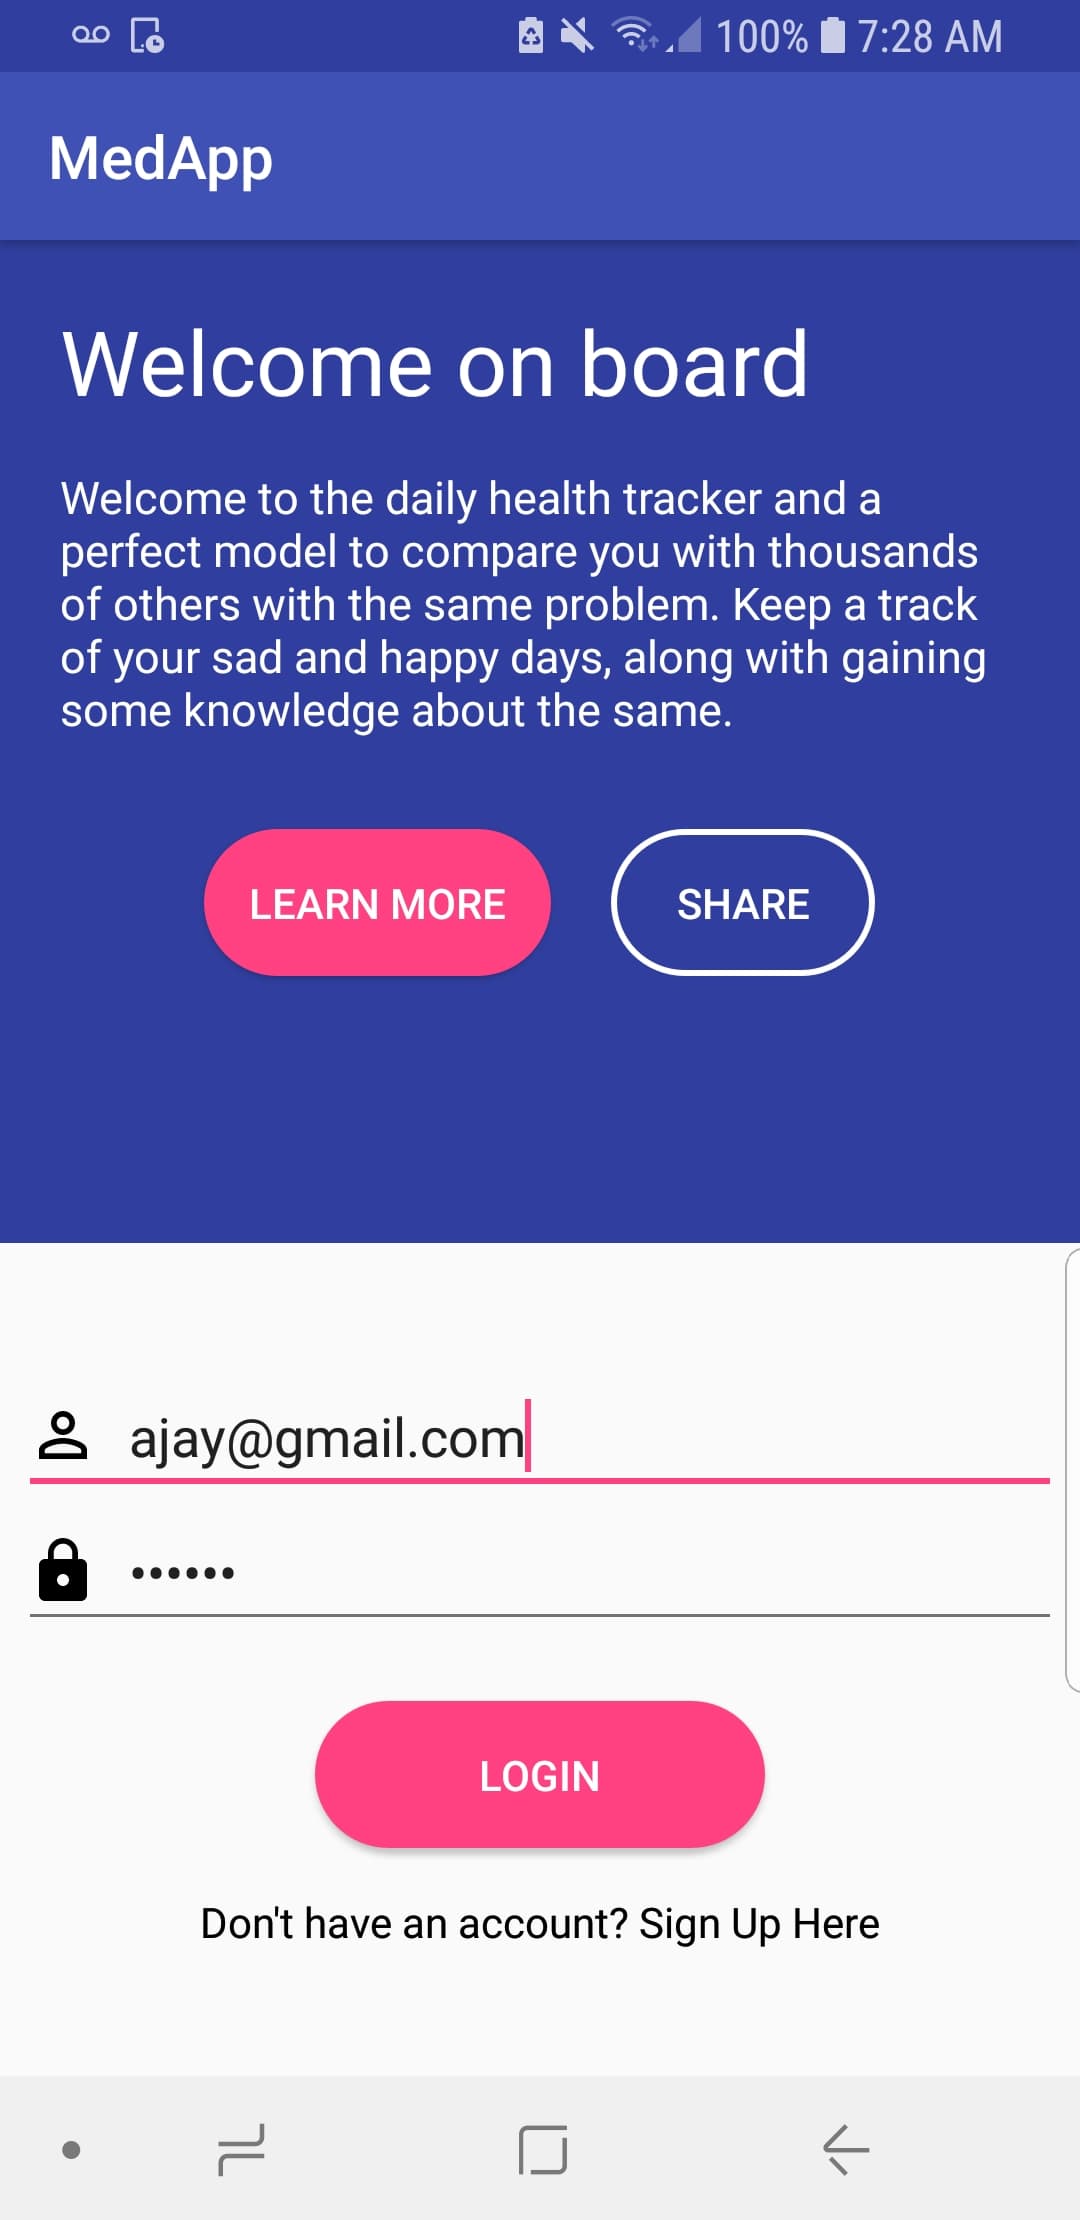 100% 7:28 AM
MedApp
Welcome on board
Welcome to the daily health tracker and a
perfect model to compare you with thousands
of others with the same problem. Keep a track
of your sad and happy days, along with gaining
some knowledge about the same.
LEARN MORE SHARE
ajay@gmail.com
••••••
LOGIN
Don't have an account? Sign Up Here